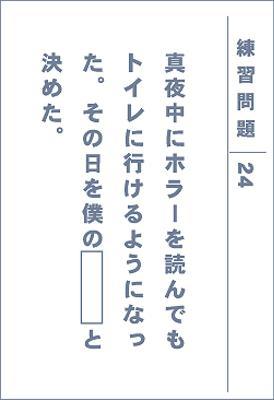 練習問題 24
真夜中にホラーを読んでも
トイレに行けるようになっ
た。その日を僕の と
決めた。